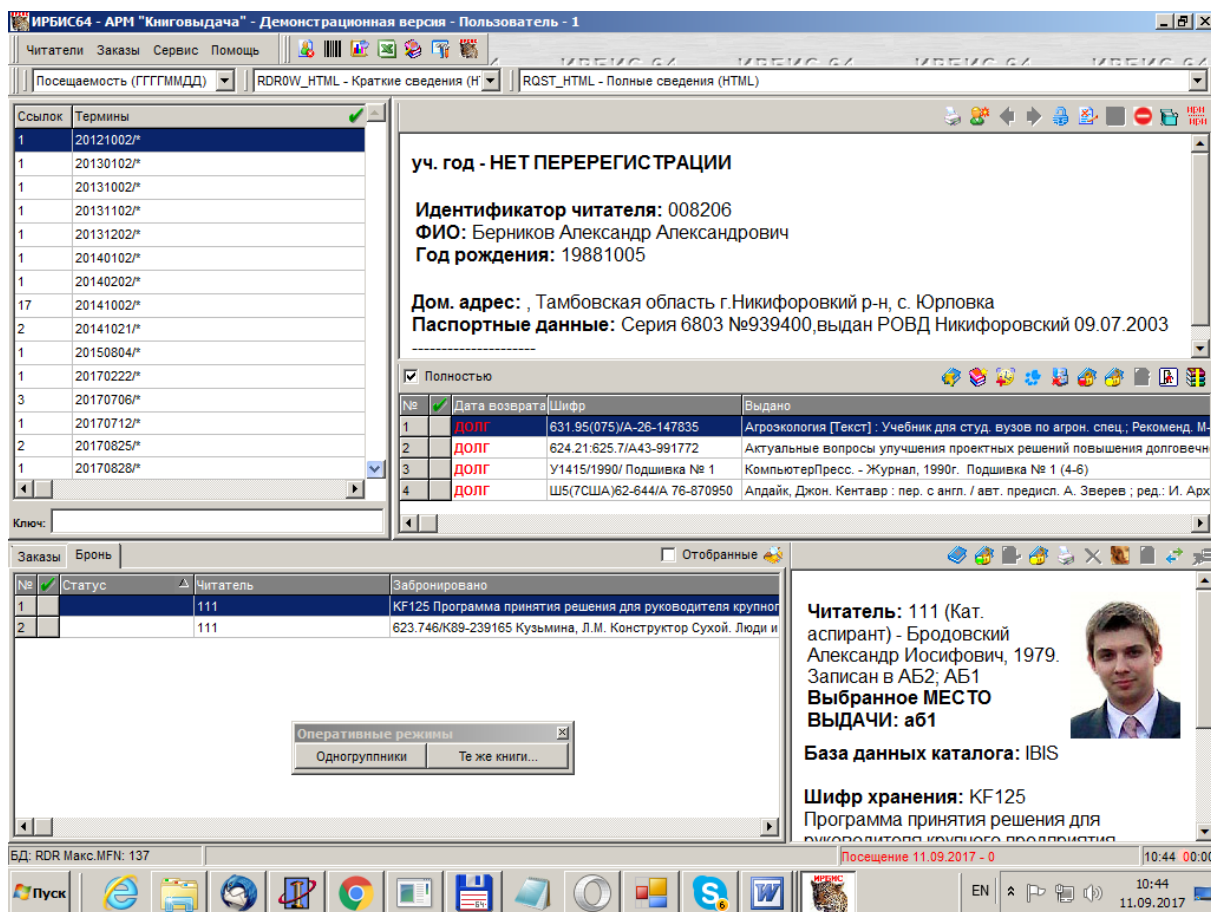 ИРБИС64 - АРМ "Книговыдача" - Демонстрационная версия - Пользователь - 1
Читатели Заказы Сервис Помощь
Посещаемость (ГГГГММДД) RDR0W_HTML - Краткие сведения (H RQST_HTML - Полные сведения (HTML)
Ссылок Термины
1 20121002/*
1 20130102/*
1 20131002/*
1 20131102/*
1 20131202/*
1 20140102/*
1 20140202/*
17 20141002/*
2 20141021/*
1 20150804/*
1 20170222/*
3 20170706/*
1 20170712/*
2 20170825/*
1 20170828/*
Ключ:
уч. год - НЕТ ПЕРЕРЕГИСТРАЦИИ
Идентификатор читателя: 008206
ФИО: Берников Александр Александрович
Год рождения: 19881005
Дом. адрес: , Тамбовская область г.Никифоровкий р-н, с. Юрловка
Паспортные данные: Серия 6803 №939400,выдан РОВД Никифоровский 09.07.2003
---------------------
Полностью
№ Дата возврата Шифр Выдано
1 ДОЛГ 631.95(075)/А-26-147835 Агроэкология [Текст] : Учебник для студ. вузов по агрон. спец.; Рекоменд. М-
2 ДОЛГ 624.21:625.7/А43-991772 Актуальные вопросы улучшения проектных решений повышения долговечн
3 ДОЛГ У1415/1990/ Подшивка № 1 КомпьютерПресс. - Журнал, 1990г. Подшивка № 1 (4-6)
4 ДОЛГ Ш5(7США)62-644/А 76-870950 Апдайк, Джон. Кентавр : пер. с англ. / авт. предисл. А. Зверев ; ред.: И. Арх
Заказы Бронь Отобранные
№ Статус Читатель Забронировано
1 111 KF125 Программа принятия решения для руководителя крупног
2 111 623.746/К89-239165 Кузьмина, Л.М. Конструктор Сухой. Люди и
Оперативные режимы
Одногруппники Те же книги...
Читатель: 111 (Кат.
аспирант) - Бродовский
Александр Иосифович, 1979.
Записан в АБ2; АБ1
Выбранное МЕСТО
ВЫДАЧИ: аб1
База данных каталога: IBIS
Шифр хранения: KF125
Программа принятия решения для
руководителя крупного предприятия
БД: RDR Макс.MFN: 137 Посещение 11.09.2017 - 0 10:44 00:00
Пуск EN 10:44
11.09.2017